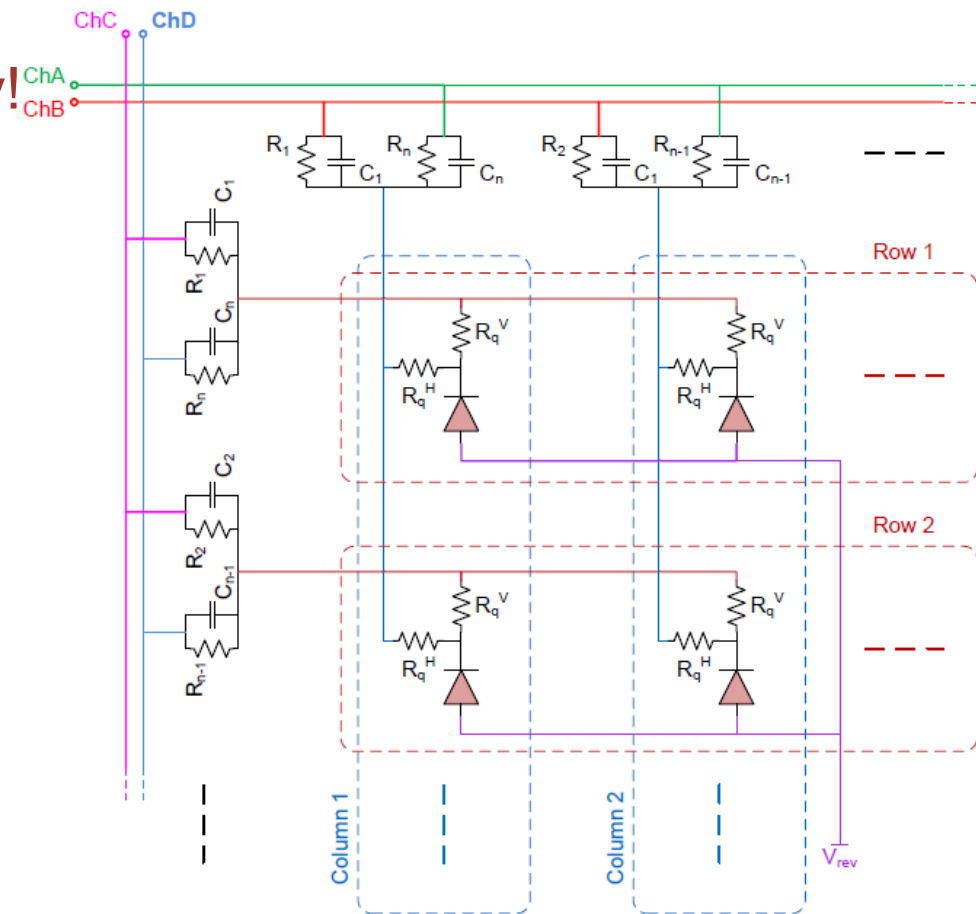 ChC
ChD
y!
ChA
ChB
R1
C1
Rn
Cn
R2
C1
Rn-1
Cn-1
C1
R1
Cn
Rn
Row 1
RqV
RqH
RqV
RqH
C2
R2
Cn-1
Rn-1
Row 2
RqV
RqH
RqV
RqH
Column 1
Column 2
Vrev